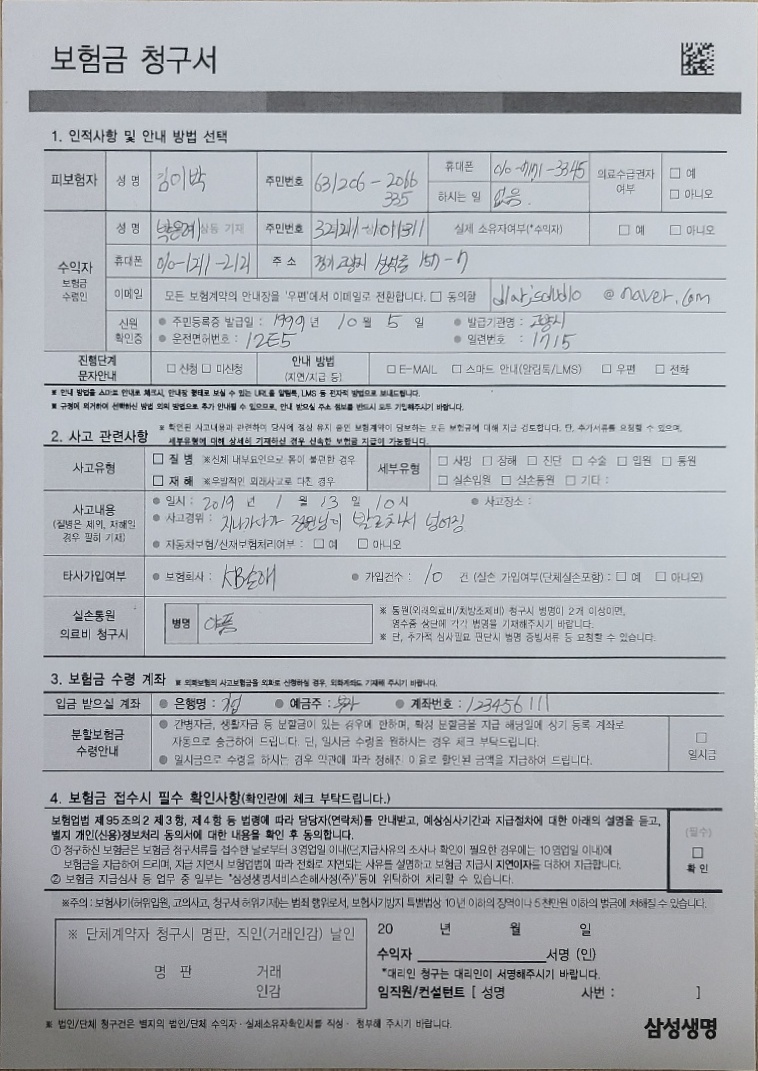 보험금 청구서
1. 인적사항 및 안내 방법 선택
피보험자 성 명 김이박 주민번호 631206 - 2066335 휴대폰 의료수급권자 여부 □ 예
하시는 일 없음. □ 아니오
수익자 보험금 수령인 성 명 상동 기재 주민번호 실제 소유자여부(*수익자) □ 예 □ 아니오
휴대폰 010-1211-2121 주 소 경기 고양시
이메일 모든 보험계약의 안내장을 '우편'에서 이메일로 전환합니다. □ 동의함 @ naver.com
신원 확인증 ● 주민등록증 발급일 : 1999 년 10 월 5 일 ● 발급기관명 : 고양시
● 운전면허번호 : 12E5 ● 일련번호 : 1715
진행단계 문자안내 □ 신청 □ 미신청 안내 방법 (지연/지급 등) □ E-MAIL □ 스마트 안내(알림톡/LMS) □ 우편 □ 전화
※ 안내 방법을 스마트 안내로 체크시, 안내장 형태로 보실 수 있는 URL을 알림톡, LMS 등 전자적 방법으로 보내드립니다.
※ 규정에 의거하여 선택하신 방법 외의 방법으로 추가 안내될 수 있으므로, 안내 받으실 주소 정보를 반드시 모두 기입해주시기 바랍니다.
2. 사고 관련사항 ※ 확인된 사고내용과 관련하여 당사에 정상 유지 중인 보험계약이 담보하는 모든 보험금에 대해 지급 검토합니다. 단, 추가서류를 요청할 수 있으며,
세부유형에 대해 상세히 기재하신 경우 신속한 보험금 지급이 가능합니다.
사고유형 □ 질 병 ※신체 내부요인으로 몸이 불편한 경우 세부유형 □ 사망 □ 장해 □ 진단 □ 수술 □ 입원 □ 통원
□ 재 해 ※우발적인 외래사고로 다친 경우 □ 실손입원 □ 실손통원 □ 기타 :
사고내용 (질병은 제외, 재해일 경우 필히 기재) ● 일시 : 2019 년 1 월 13 일 10 시 ● 사고장소 :
● 사고경위 : 지나가다가 정원님이 발로차서 넘어짐
● 자동차보험/산재보험처리여부 : □ 예 □ 아니오
타사가입여부 ● 보험회사 : KB손해 ● 가입건수 : 10 건 (실손 가입여부(단체실손포함) : □ 예 □ 아니오)
실손통원 의료비 청구시 병명 아픔 ※ 통원(외래의료비/처방조제비) 청구시 병명이 2개 이상이면,
영수증 상단에 각각 병명을 기재해주시기 바랍니다.
※ 단, 추가적 심사필요 판단시 병명 증빙서류 등 요청할 수 있습니다.
3. 보험금 수령 계좌 ※ 외화보험의 사고보험금을 외화로 신청하실 경우, 외화계좌도 기재해 주시기 바랍니다.
입금 받으실 계좌 ● 은행명 : ● 예금주 : ● 계좌번호 : 123456111
분할보험금 수령안내 ● 간병자금, 생활자금 등 분할금이 있는 경우에 한하며, 확정 분할금을 지급 해당일에 상기 등록 계좌로
자동으로 송금하여 드립니다. 단, 일시금 수령을 원하시는 경우 체크 부탁드립니다.
● 일시금으로 수령을 하시는 경우 약관에 따라 정해진 이율로 할인된 금액을 지급하여 드립니다.
□ 일시금
4. 보험금 접수시 필수 확인사항(확인란에 체크 부탁드립니다.)
보험업법 제95조의2 제3항, 제4항 등 법령에 따라 담당자(연락처)를 안내받고, 예상심사기간과 지급절차에 대한 아래의 설명을 듣고,
별지 개인(신용)정보처리 동의서에 대한 내용을 확인 후 동의합니다.
① 청구하신 보험금은 보험금 청구서류를 접수한 날로부터 3영업일 이내(단,지급사유의 조사나 확인이 필요한 경우에는 10영업일 이내)에
보험금을 지급하여 드리며, 지급 지연시 보험업법에 따라 전화로 지연되는 사유를 설명하고 보험금 지급시 지연이자를 더하여 지급합니다.
② 보험금 지급심사 등 업무 중 일부는 "삼성생명서비스손해사정(주)"등에 위탁하여 처리할 수 있습니다.
(필수)
□
확 인
※주의 : 보험사기(허위입원, 고의사고, 청구서 허위기재)는 범죄 행위로서, 보험사기방지 특별법상 10년 이하의 징역이나 5천만원 이하의 벌금에 처해질 수 있습니다.
※ 단체계약자 청구시 명판, 직인(거래인감) 날인
명 판 거래
인감
20 년 월 일
수익자 서명 (인)
*대리인 청구는 대리인이 서명해주시기 바랍니다.
임직원/컨설턴트 [ 성명 사번 : ]
※ 법인/단체 청구건은 별지의 법인/단체 수익자 · 실제소유자확인서를 작성 · 첨부해 주시기 바랍니다.
삼성생명